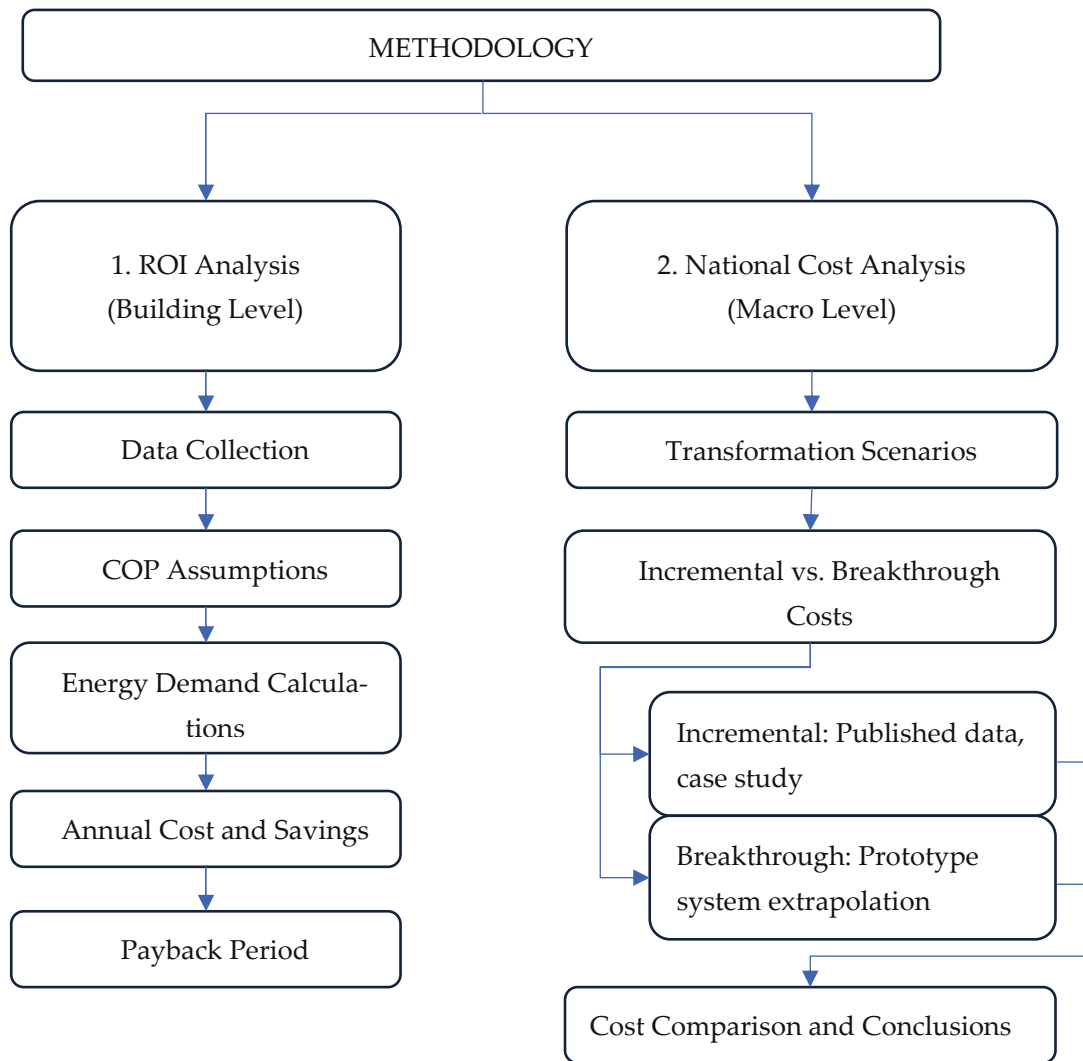 METHODOLOGY
1. ROI Analysis
(Building Level)
Data Collection
COP Assumptions
Energy Demand Calcula-
tions
Annual Cost and Savings
Payback Period
2. National Cost Analysis
(Macro Level)
Transformation Scenarios
Incremental vs. Breakthrough
Costs
Incremental: Published data,
case study
Breakthrough: Prototype
system extrapolation
Cost Comparison and Conclusions